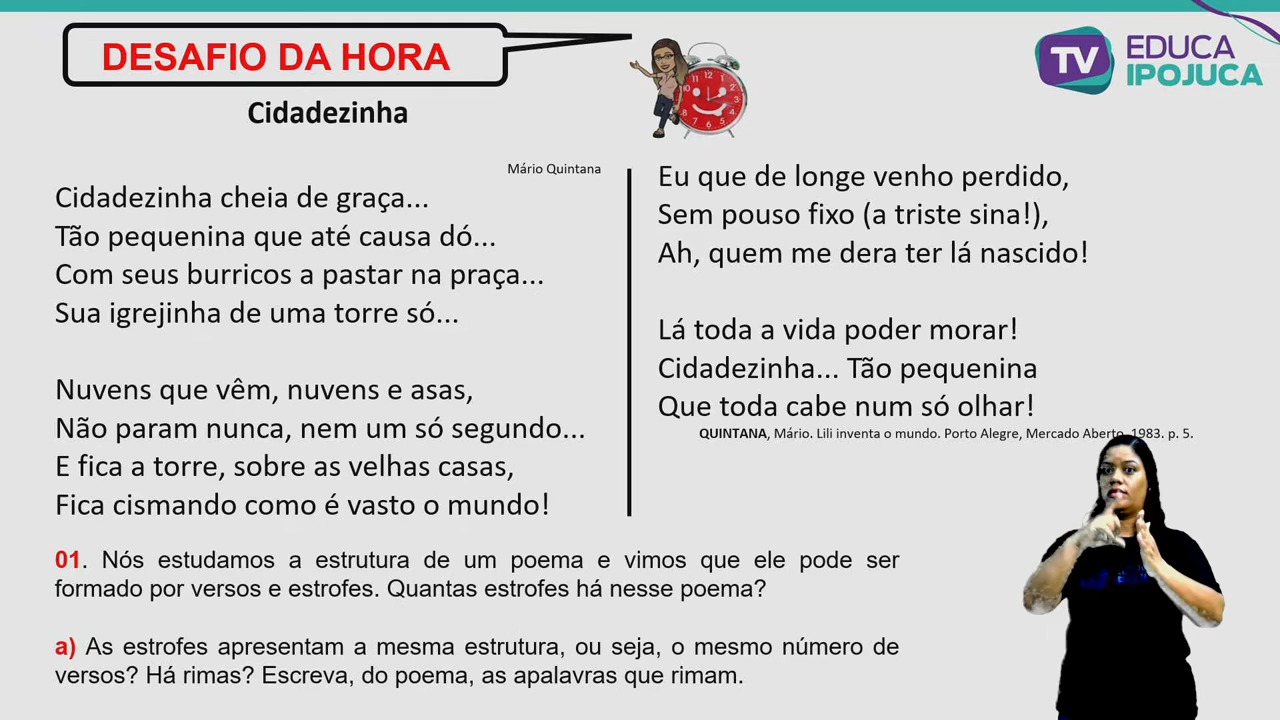 DESAFIO DA HORA
TV EDUCA
IPOJUCA
Cidadezinha
Mário Quintana
Cidadezinha cheia de graça...
Tão pequenina que até causa dó...
Com seus burricos a pastar na praça...
Sua igrejinha de uma torre só...
Nuvens que vêm, nuvens e asas,
Não param nunca, nem um só segundo...
E fica a torre, sobre as velhas casas,
Fica cismando como é vasto o mundo!
Eu que de longe venho perdido,
Sem pouso fixo (a triste sina!),
Ah, quem me dera ter lá nascido!
Lá toda a vida poder morar!
Cidadezinha... Tão pequenina
Que toda cabe num só olhar!
QUINTANA, Mário. Lili inventa o mundo. Porto Alegre, Mercado Aberto, 1983. p. 5.
01. Nós estudamos a estrutura de um poema e vimos que ele pode ser
formado por versos e estrofes. Quantas estrofes há nesse poema?
a) As estrofes apresentam a mesma estrutura, ou seja, o mesmo número de
versos? Há rimas? Escreva, do poema, as apalavras que rimam.